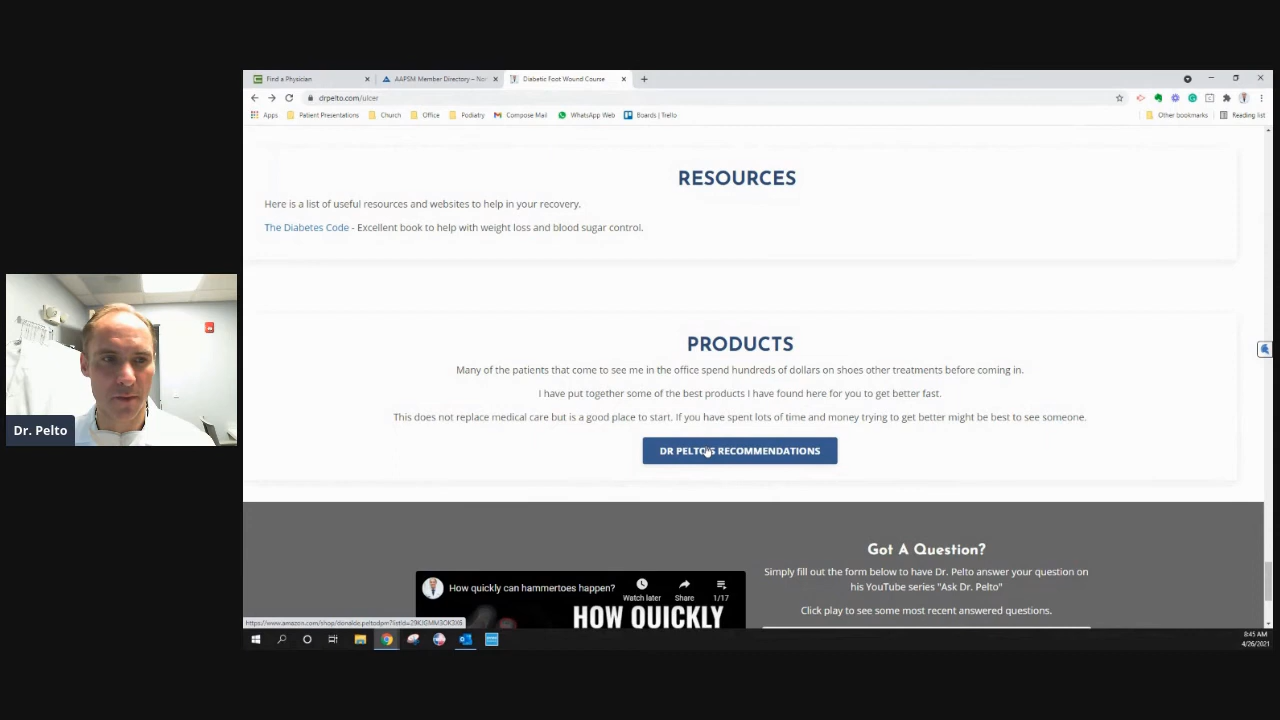 Find a Physician
AAPSM Member Directory – No
Diabetic Foot Wound Course
drpelto.com/ulcer
Apps
Patient Presentations
Church
Office
Podiatry
Compose Mail
WhatsApp Web
Boards | Trello
Other bookmarks
Reading list
RESOURCES
Here is a list of useful resources and websites to help in your recovery.
The Diabetes Code - Excellent book to help with weight loss and blood sugar control.
PRODUCTS
Many of the patients that come to see me in the office spend hundreds of dollars on shoes other treatments before coming in.
I have put together some of the best products I have found here for you to get better fast.
This does not replace medical care but is a good place to start. If you have spent lots of time and money trying to get better might be best to see someone.
DR PELTO'S RECOMMENDATIONS
Dr. Pelto
Got A Question?
Simply fill out the form below to have Dr. Pelto answer your question on
his YouTube series "Ask Dr. Pelto"
Click play to see some most recent answered questions.
How quickly can hammertoes happen?
Watch later
Share
1/17
HOW QUICKLY
8:45 AM
4/26/2021